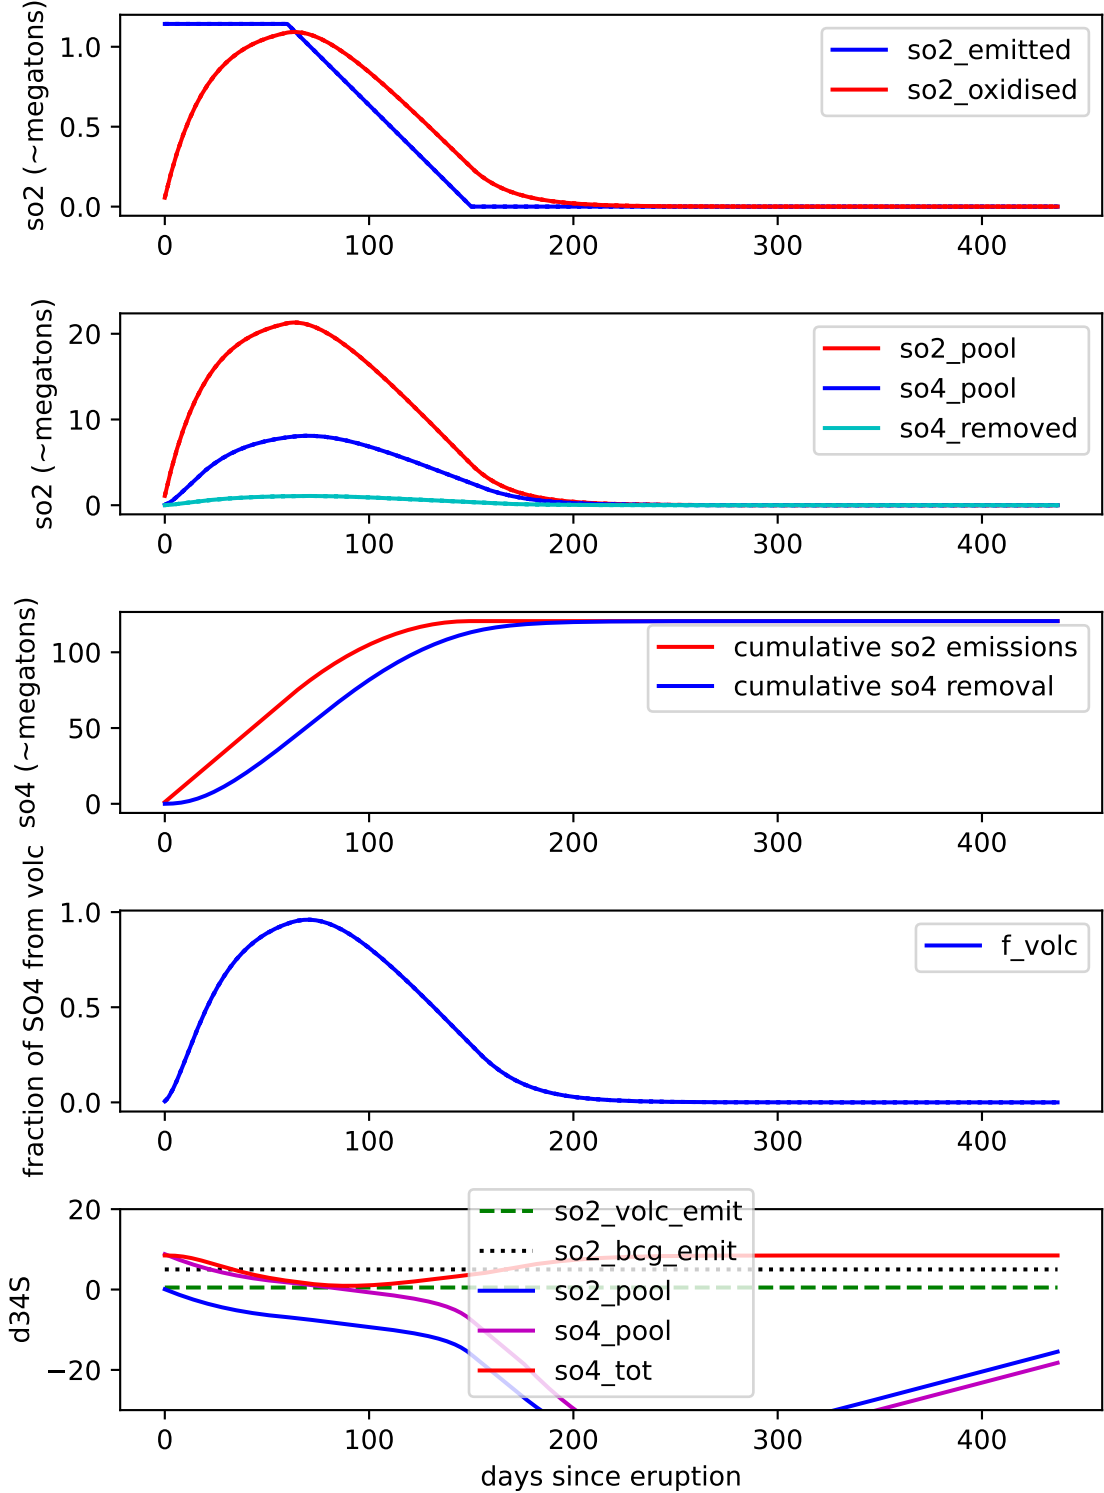 so2 (~megatons)
1.0
0.5
0.0
so2_emitted
so2_oxidised
0 100 200 300 400
so2 (~megatons)
20
10
0
so2_pool
so4_pool
so4_removed
0 100 200 300 400
so4 (~megatons)
100
50
0
cumulative so2 emissions
cumulative so4 removal
0 100 200 300 400
fraction of SO4 from volc
1.0
0.5
0.0
f_volc
0 100 200 300 400
d34S
20
0
−20
so2_volc_emit
so2_bcg_emit
so2_pool
so4_pool
so4_tot
0 100 200 300 400
days since eruption